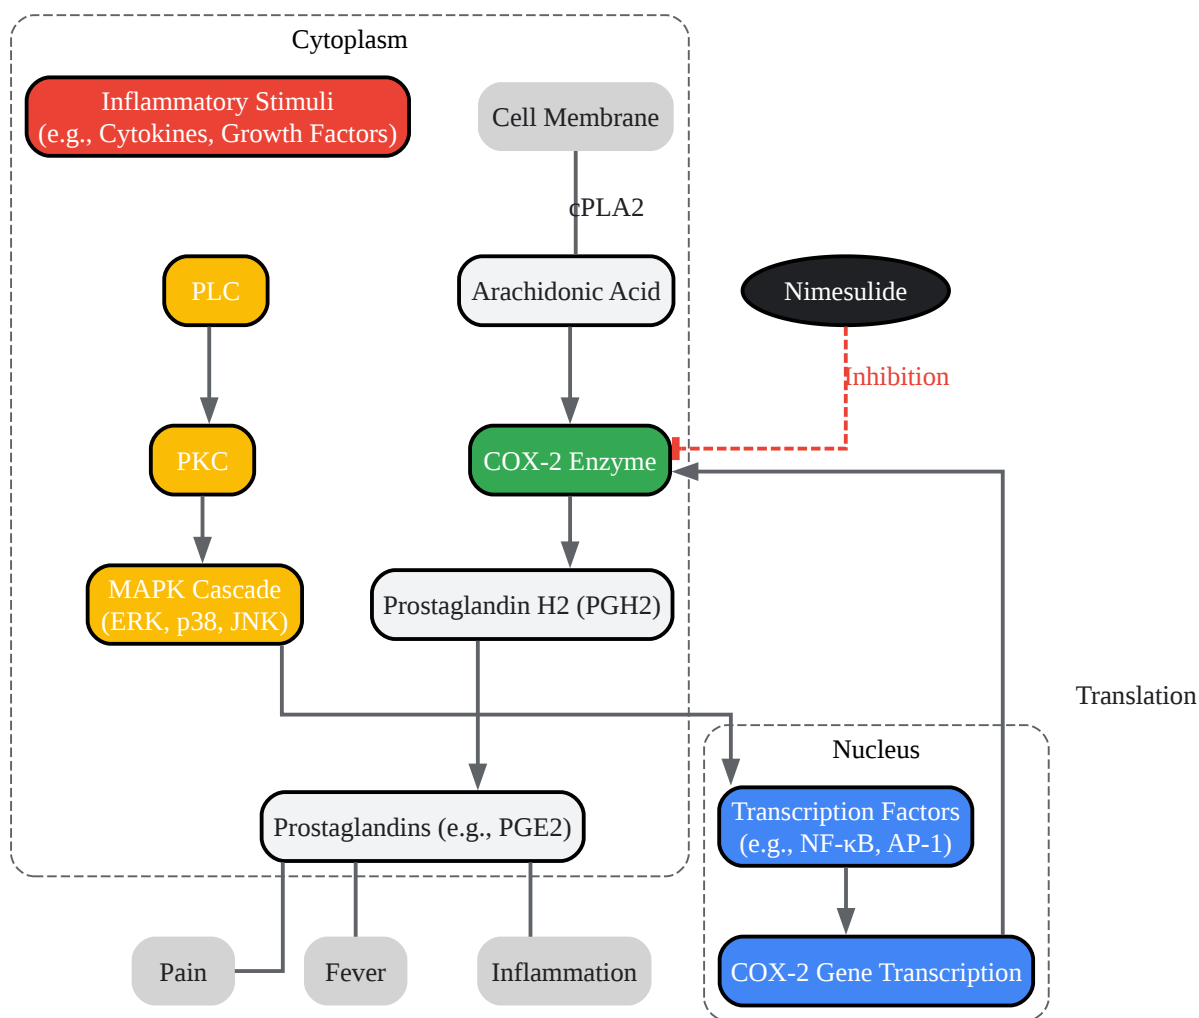 Cytoplasm
Inflammatory Stimuli
(e.g., Cytokines, Growth Factors)
Cell Membrane
cPLA2
PLC
Arachidonic Acid
Nimesulide
Inhibition
PKC
COX-2 Enzyme
MAPK Cascade
(ERK, p38, JNK)
Prostaglandin H2 (PGH2)
Translation
Nucleus
Prostaglandins (e.g., PGE2)
Transcription Factors
(e.g., NF-κB, AP-1)
Pain
Fever
Inflammation
COX-2 Gene Transcription